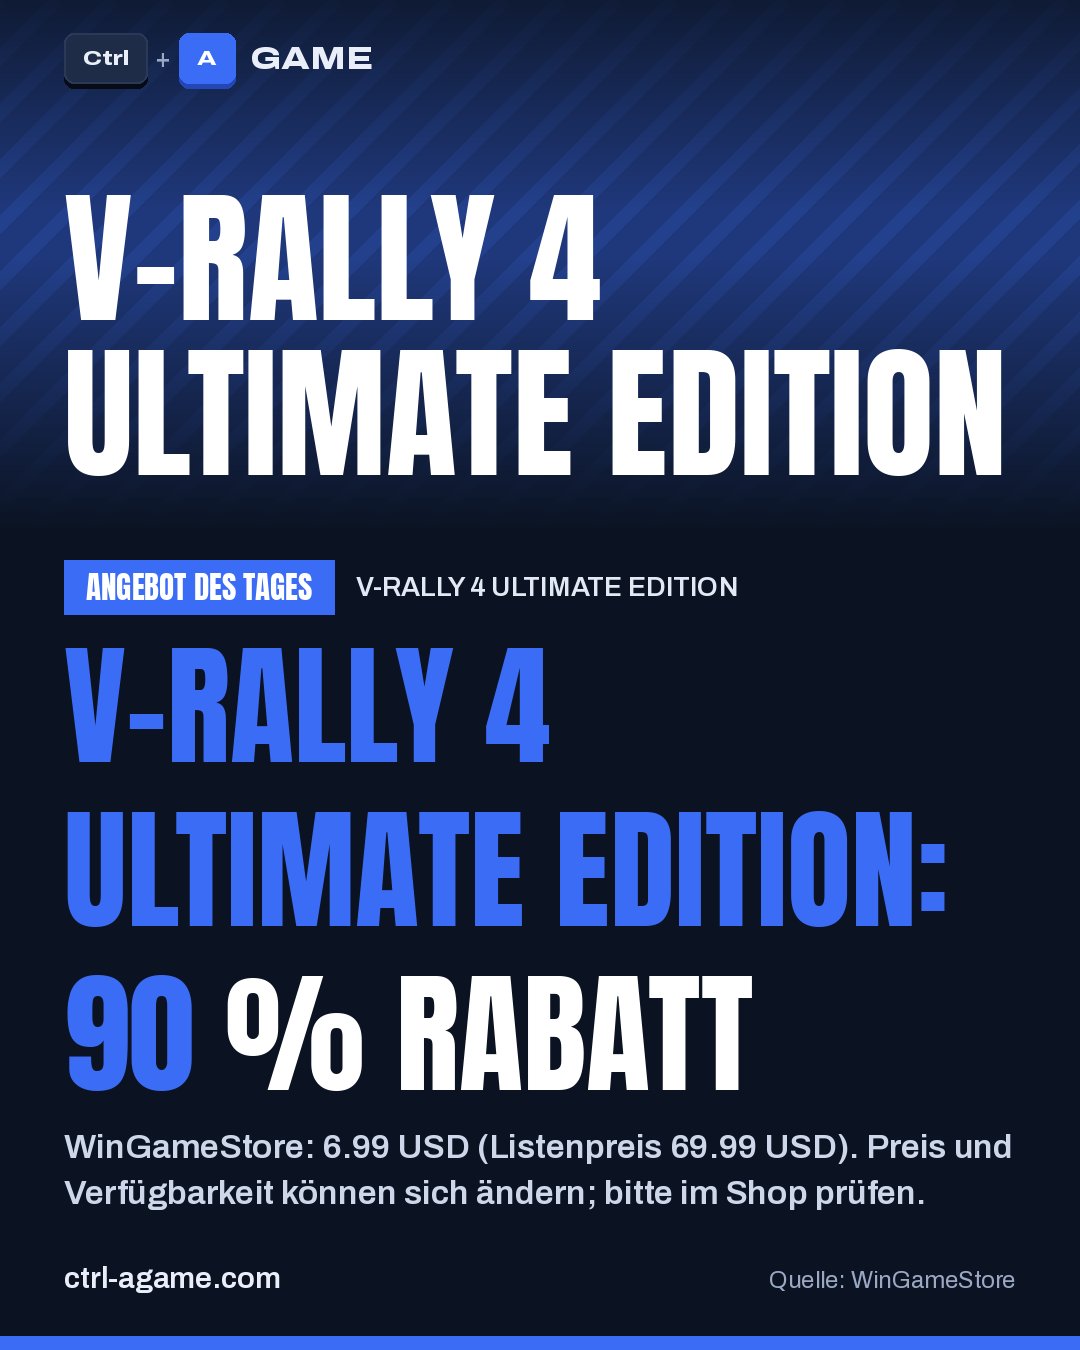 Ctrl + A GAME
V-RALLY 4
ULTIMATE EDITION
ANGEBOT DES TAGES V-RALLY 4 ULTIMATE EDITION
V-RALLY 4
ULTIMATE EDITION:
90 % RABATT
WinGameStore: 6.99 USD (Listenpreis 69.99 USD). Preis und
Verfügbarkeit können sich ändern; bitte im Shop prüfen.
ctrl-agame.com Quelle: WinGameStore